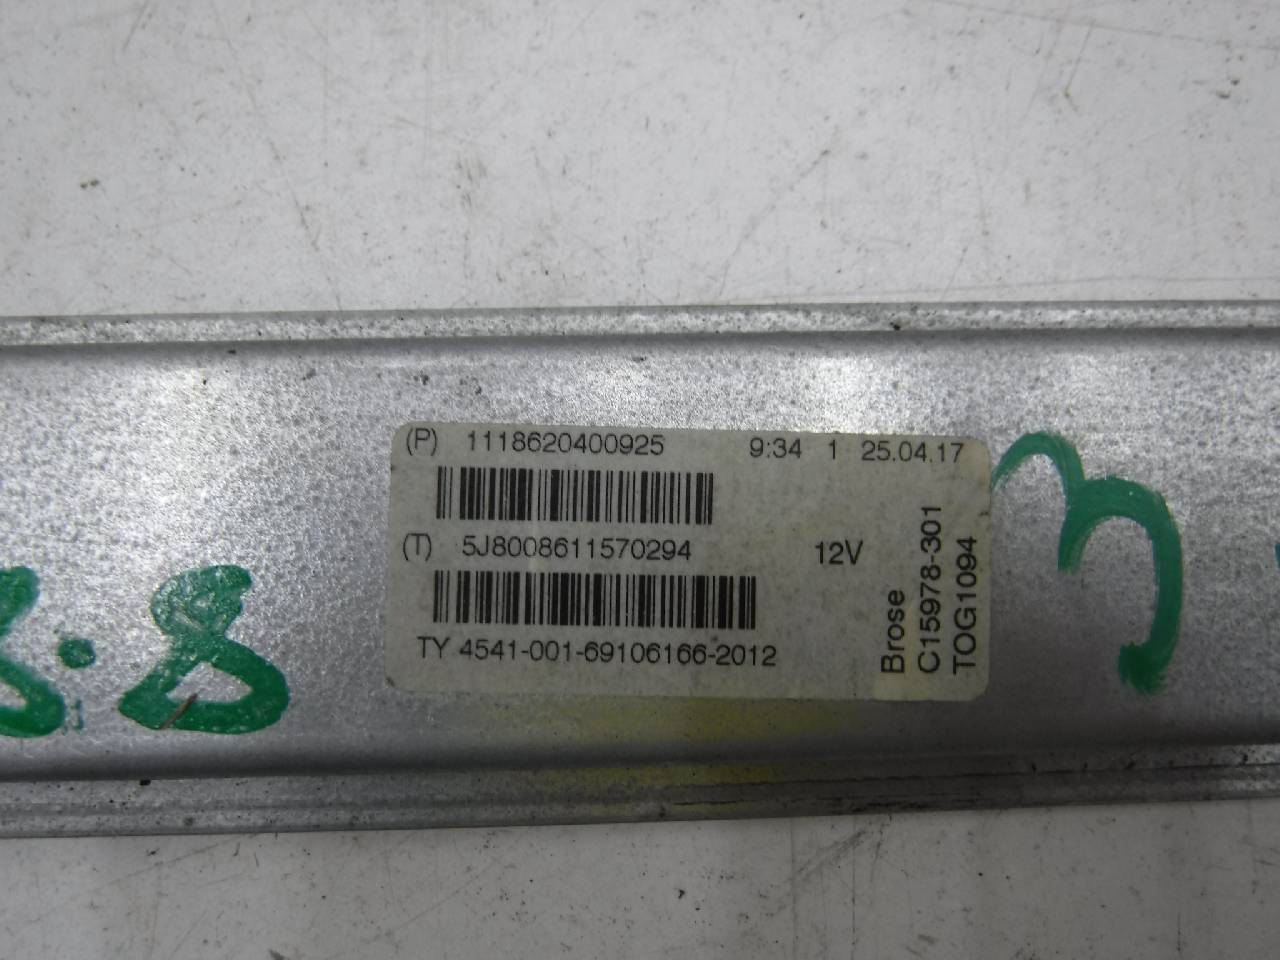 (P) 1118620400925 9:34 1 25.04.17
(T) 5J8008611570294 12V
TY 4541-001-69106166-2012
Brose
C15978-301
TOG1094